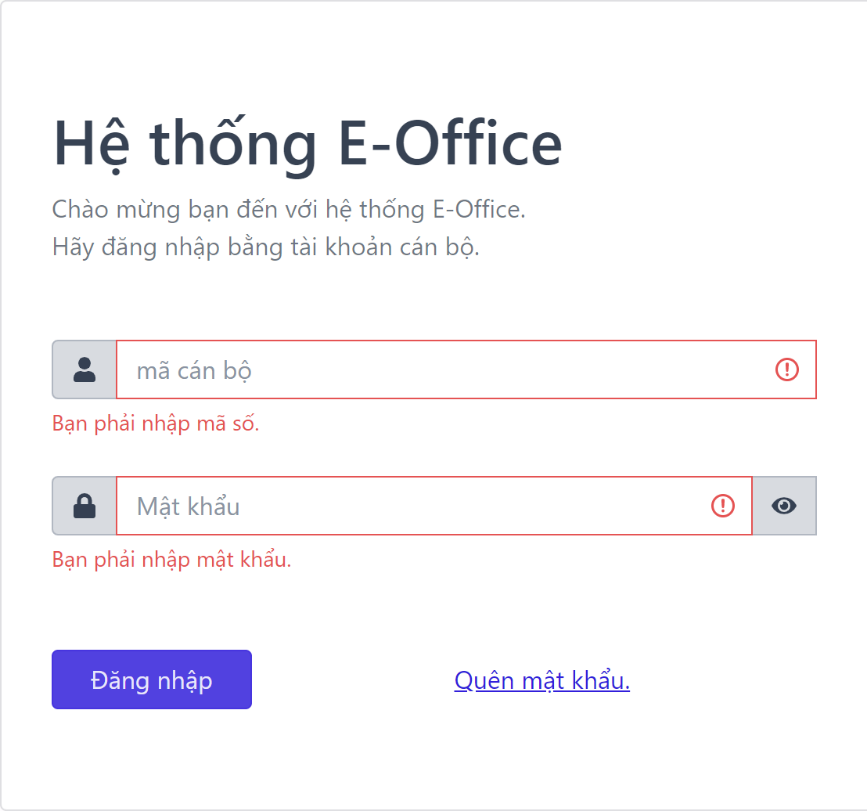 Hệ thống E-Office
Chào mừng bạn đến với hệ thống E-Office.
Hãy đăng nhập bằng tài khoản cán bộ.
mã cán bộ
Bạn phải nhập mã số.
Mật khẩu
Bạn phải nhập mật khẩu.
Đăng nhập
Quên mật khẩu.